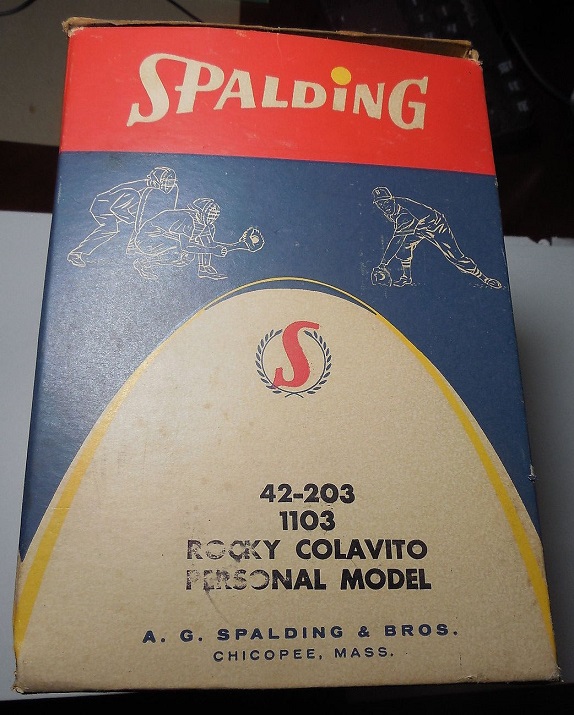 SPALDING
S
42-203
1103
ROCKY COLAVITO
PERSONAL MODEL
A. G. SPALDING & BROS.
CHICOPEE, MASS.